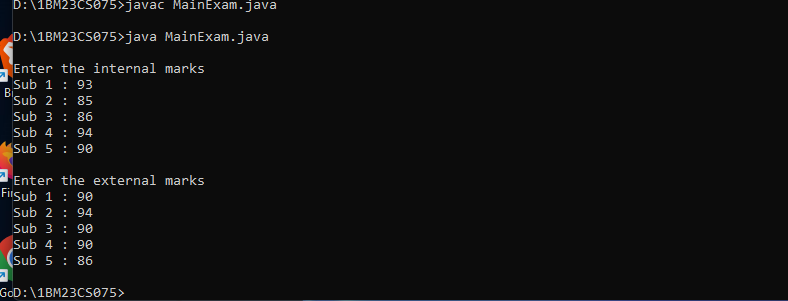 D:\1BM23CS075>javac MainExam.java
D:\1BM23CS075>java MainExam.java
Enter the internal marks
Sub 1 : 93
Sub 2 : 85
Sub 3 : 86
Sub 4 : 94
Sub 5 : 90
Enter the external marks
Sub 1 : 90
Sub 2 : 94
Sub 3 : 90
Sub 4 : 90
Sub 5 : 86
D:\1BM23CS075>
B
Fi
Go